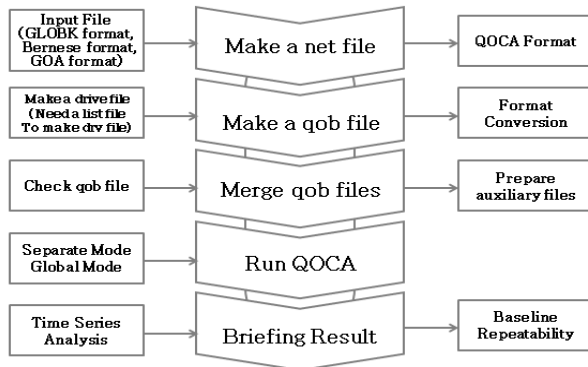 Input File
(GLOBK format,
Bernese format,
GOA format)
Make a net file
QOCA Format
Make a drive file
(Need a list file
To make drv file)
Make a qob file
Format
Conversion
Check qob file
Merge qob files
Prepare
auxiliary files
Separate Mode
Global Mode
Run QOCA
Time Series
Analysis
Briefing Result
Baseline
Repeatability